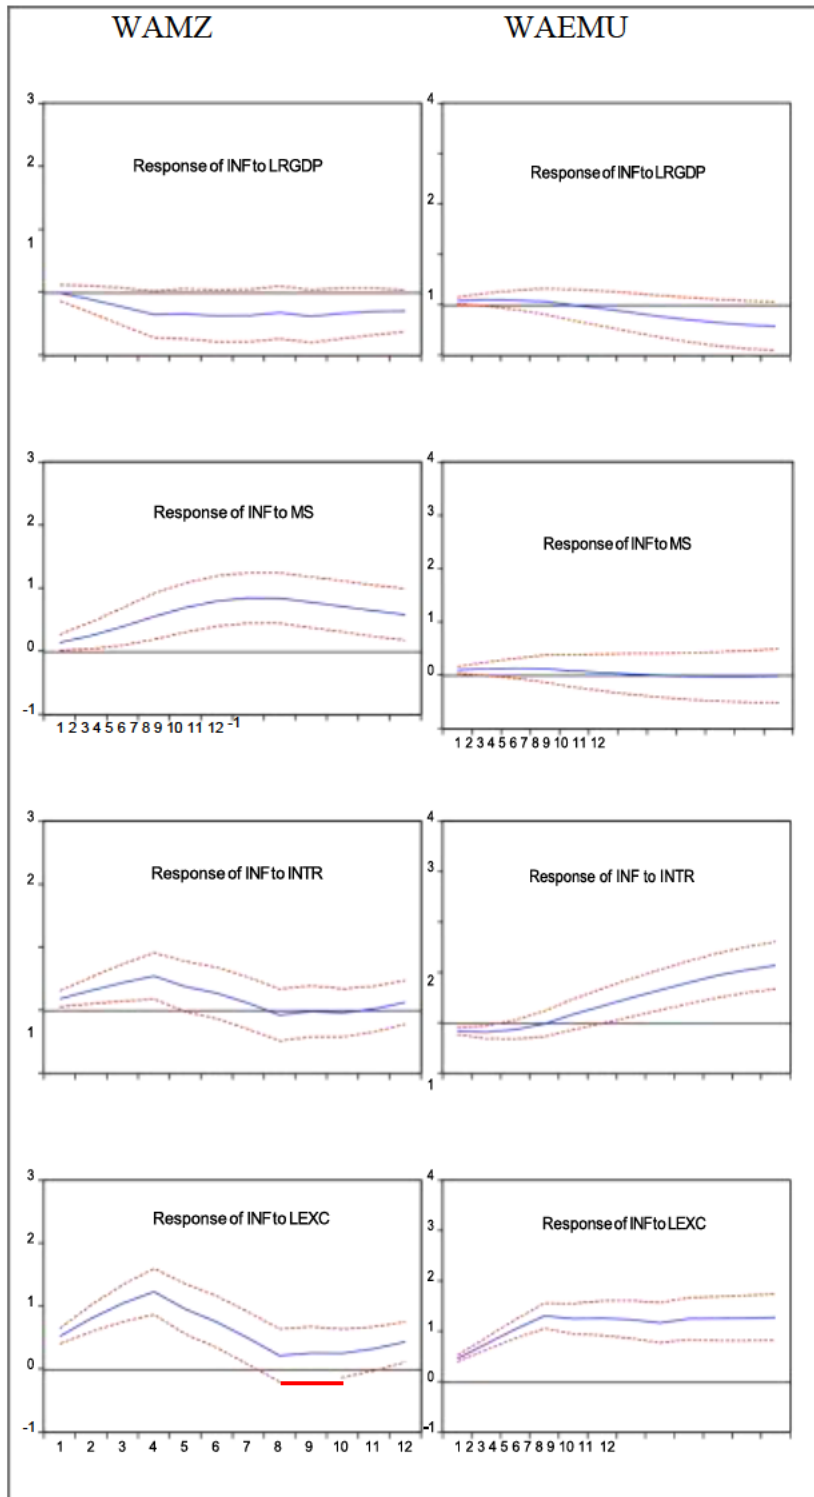 WAMZ WAEMU
3 4
Response of INF to LRGDP Response of INF to LRGDP
2 2
1 1
3 4
Response of INF to MS Response of INF to MS
2 3
1 2
0 1
-1 0
1 2 3 4 5 6 7 8 9 10 11 12 -1 1 2 3 4 5 6 7 8 9 10 11 12
3 4
Response of INF to INTR Response of INF to INTR
2 3
1 2
1
3 4
Response of INF to LEXC Response of INF to LEXC
2 3
1 2
0 1
-1 0
-1
1 2 3 4 5 6 7 8 9 10 11 12 1 2 3 4 5 6 7 8 9 10 11 12